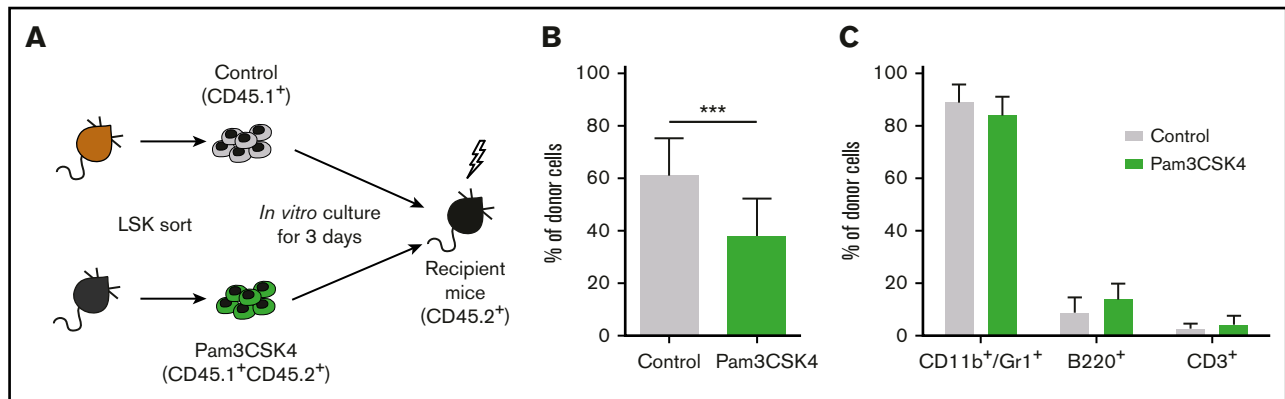 A
Control
(CD45.1⁺)
LSK sort
In vitro culture
for 3 days
Recipient
mice
(CD45.2⁺)
Pam3CSK4
(CD45.1⁺CD45.2⁺)
B
% of donor cells
100
80
60
40
20
0
***
Control Pam3CSK4
C
% of donor cells
100
80
60
40
20
0
CD11b⁺/Gr1⁺ B220⁺ CD3⁺
Control
Pam3CSK4